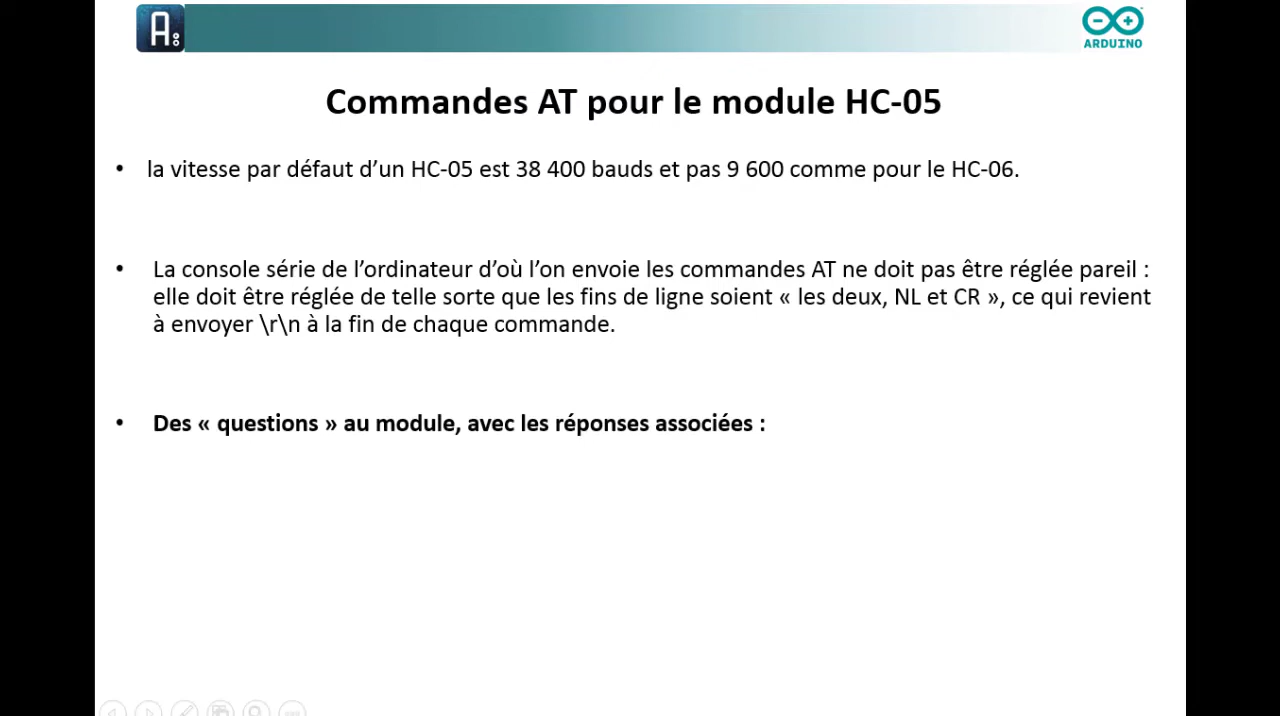 A:
ARDUINO
Commandes AT pour le module HC-05
• la vitesse par défaut d’un HC-05 est 38 400 bauds et pas 9 600 comme pour le HC-06.
• La console série de l’ordinateur d’où l’on envoie les commandes AT ne doit pas être réglée pareil :
elle doit être réglée de telle sorte que les fins de ligne soient « les deux, NL et CR », ce qui revient
à envoyer \r\n à la fin de chaque commande.
• Des « questions » au module, avec les réponses associées :